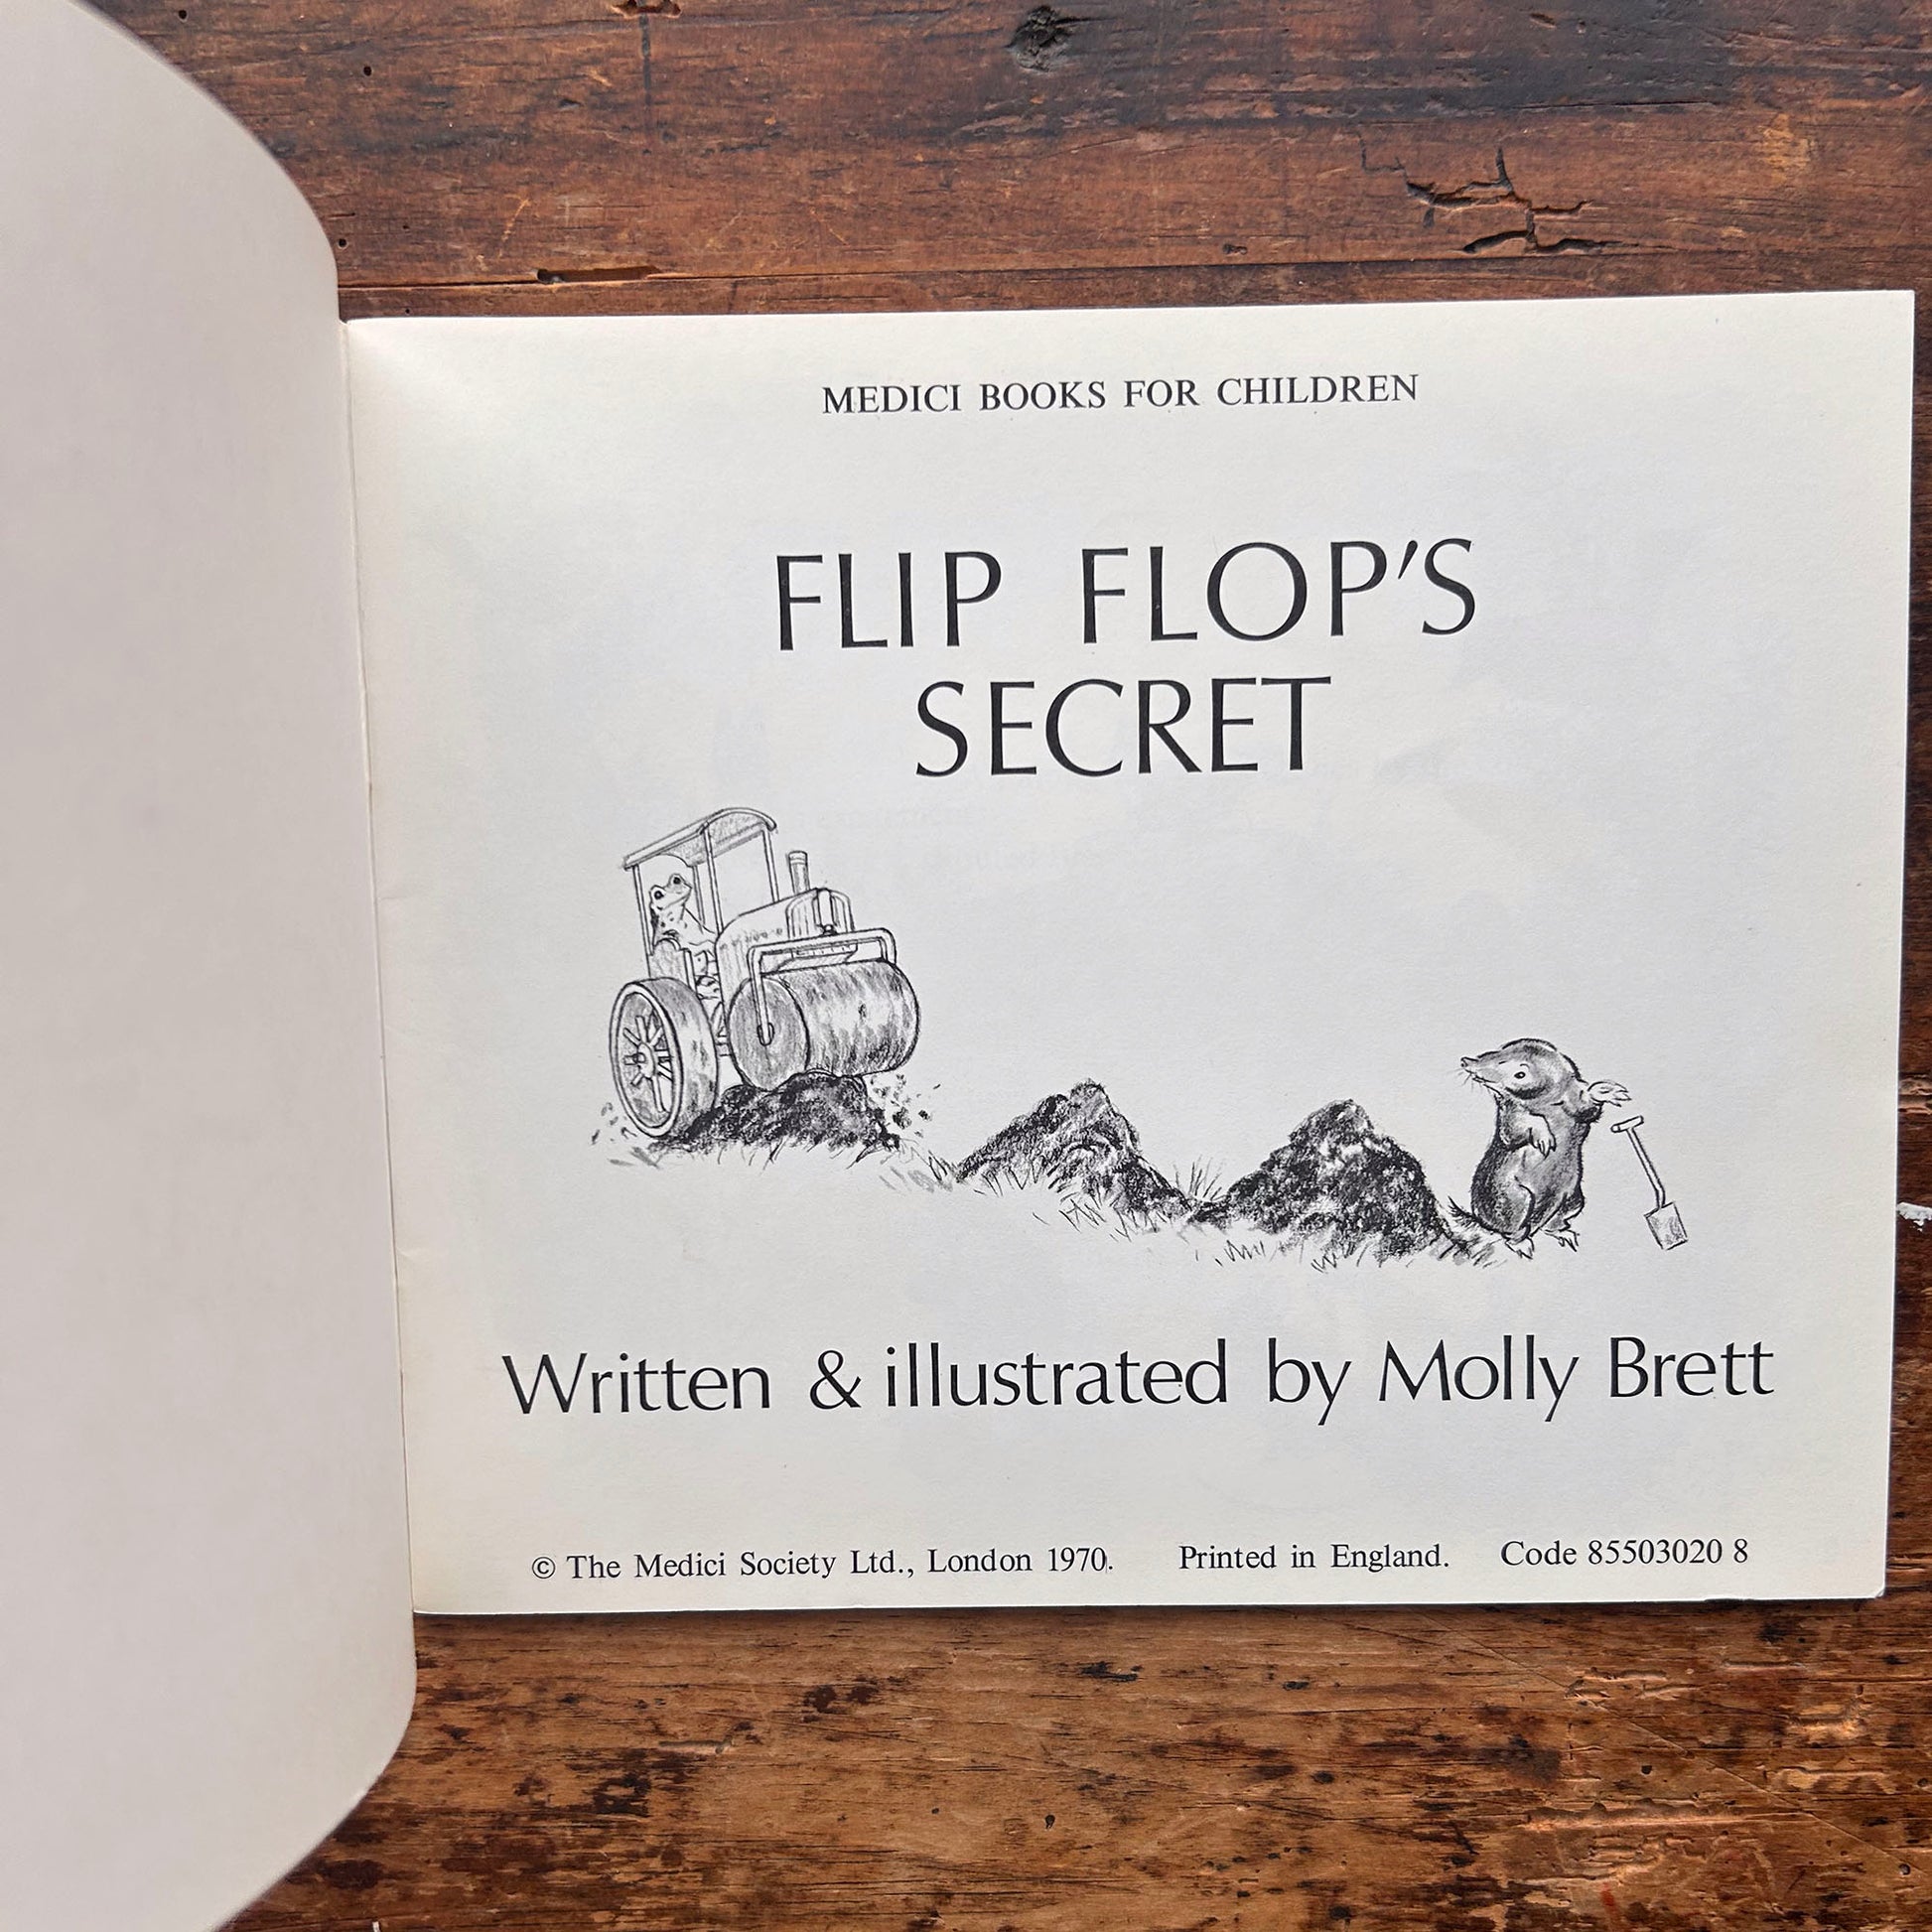 MEDICI BOOKS FOR CHILDREN
FLIP FLOP'S
SECRET
Written & illustrated by Molly Brett
© The Medici Society Ltd., London 1970. Printed in England. Code 85503020 8